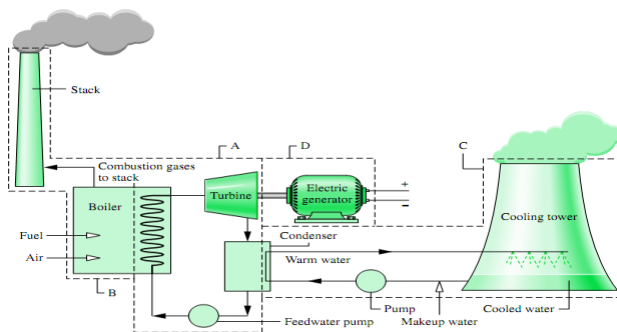 Stack
A
D
C
Combustion gases
to stack
Turbine
Electric
generator
+
−
Boiler
Cooling tower
Condenser
Fuel
Warm water
Air
B
Pump
Cooled water
Feedwater pump
Makeup water